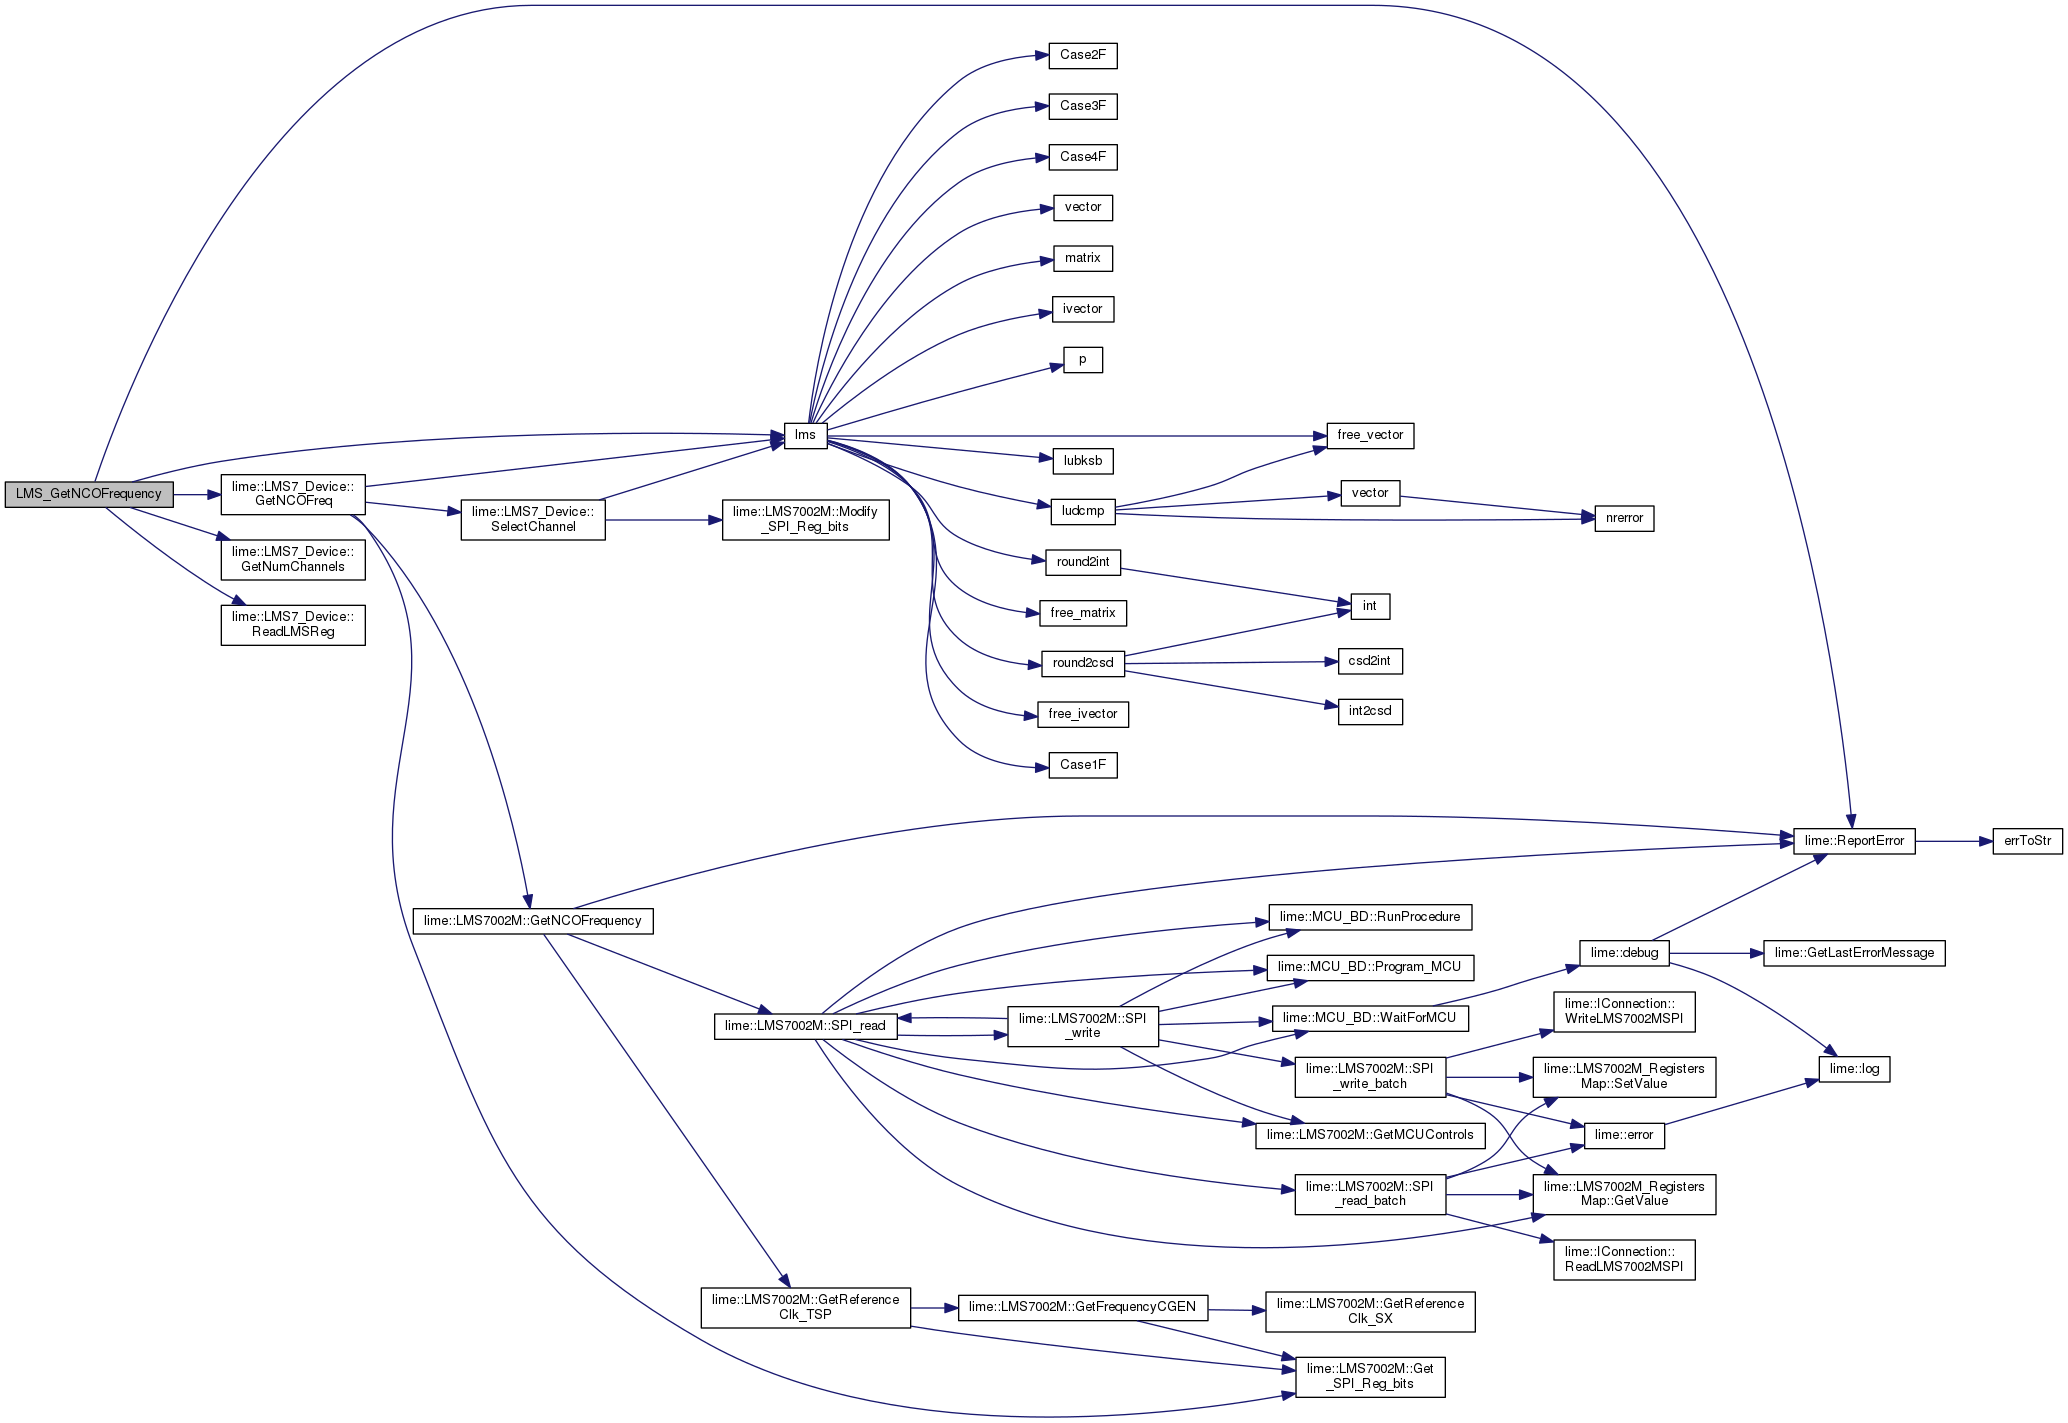 LMS_GetNCOFrequency
lime::LMS7_Device::
GetNCOFreq
lime::LMS7_Device::
GetNumChannels
lime::LMS7_Device::
ReadLMSReg
lime::LMS7_Device::
SelectChannel
lime::LMS7002M::Modify
_SPI_Reg_bits
lms
Case2F
Case3F
Case4F
vector
matrix
ivector
p
free_vector
lubksb
ludcmp
vector
nrerror
round2int
int
free_matrix
round2csd
csd2int
int2csd
free_ivector
Case1F
lime::ReportError
errToStr
lime::LMS7002M::GetNCOFrequency
lime::LMS7002M::SPI_read
lime::LMS7002M::SPI
_write
lime::MCU_BD::RunProcedure
lime::MCU_BD::Program_MCU
lime::MCU_BD::WaitForMCU
lime::debug
lime::GetLastErrorMessage
lime::log
lime::LMS7002M::SPI
_write_batch
lime::IConnection::
WriteLMS7002MSPI
lime::LMS7002M_Registers
Map::SetValue
lime::error
lime::LMS7002M::GetMCUControls
lime::LMS7002M::SPI
_read_batch
lime::LMS7002M_Registers
Map::GetValue
lime::IConnection::
ReadLMS7002MSPI
lime::LMS7002M::GetReference
Clk_TSP
lime::LMS7002M::GetFrequencyCGEN
lime::LMS7002M::GetReference
Clk_SX
lime::LMS7002M::Get
_SPI_Reg_bits